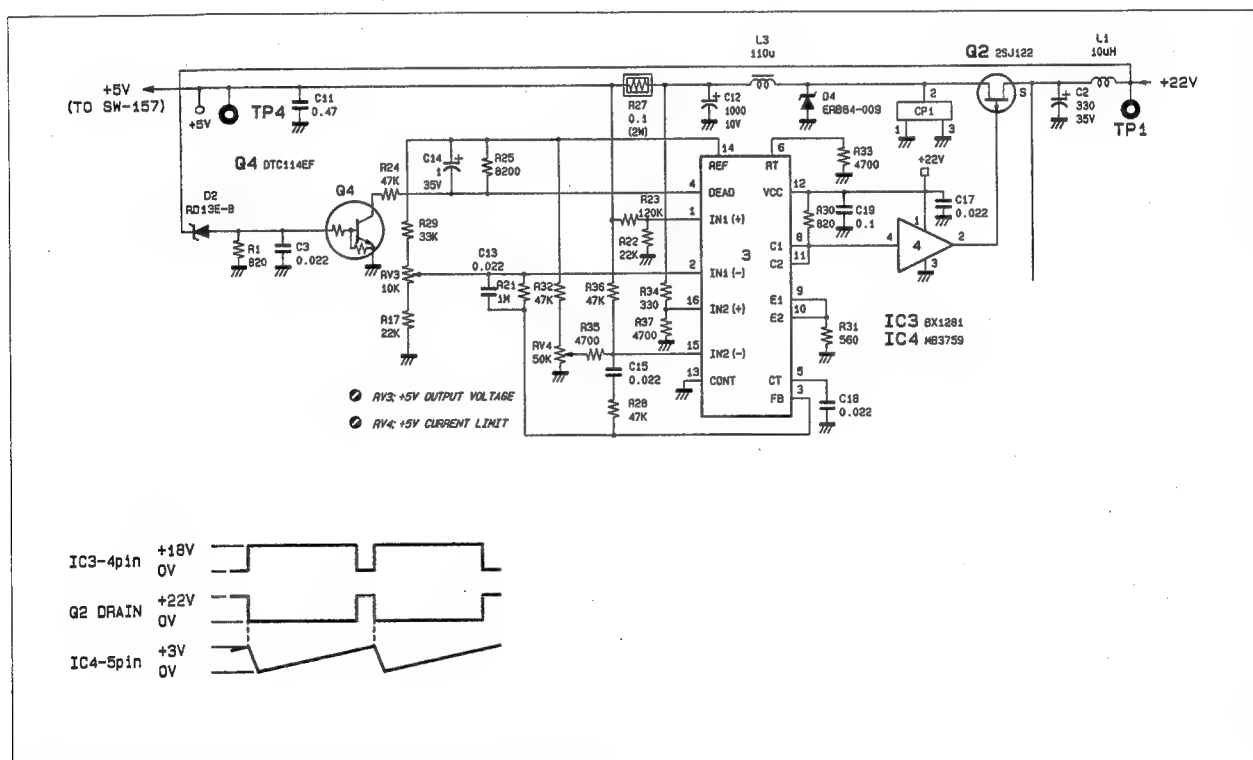 L3
110u
Q2 2SJ122
L1
10uH
+5V
(TO SW-157)
+22V
+5V
TP4
C11
0.47
R27
0.1
(2W)
C12
1000
10V
D4
ERB84-009
2
CP1
1
3
S
C2
330
35V
TP1
Q4 DTC114EF
R24
47K
C14
1
35V
R25
8200
14
REF
6
RT
R33
4700
+22V
D2
RD13E-B
Q4
4
DEAD
VCC
12
R23
120K
1
IN1(+)
R30
820
C19
0.1
C17
0.022
R1
820
C3
0.022
R29
33K
R22
22K
3
C1
8
4
1
4
2
3
C2
11
C13
0.022
2
IN1(-)
RV3
10K
R21
1M
R32
47K
R36
47K
R34
330
16
IN2(+)
E1
9
E2
10
R17
22K
R35
4700
R37
4700
R31
560
IC3 BX1281
IC4 MB3759
RV4
50K
15
IN2(-)
C15
0.022
13
CONT
CT
5
FB
3
C18
0.022
R28
47K
RV3; +5V OUTPUT VOLTAGE
RV4; +5V CURRENT LIMIT
IC3-4pin +18V
0V
Q2 DRAIN +22V
0V
IC4-5pin +3V
0V